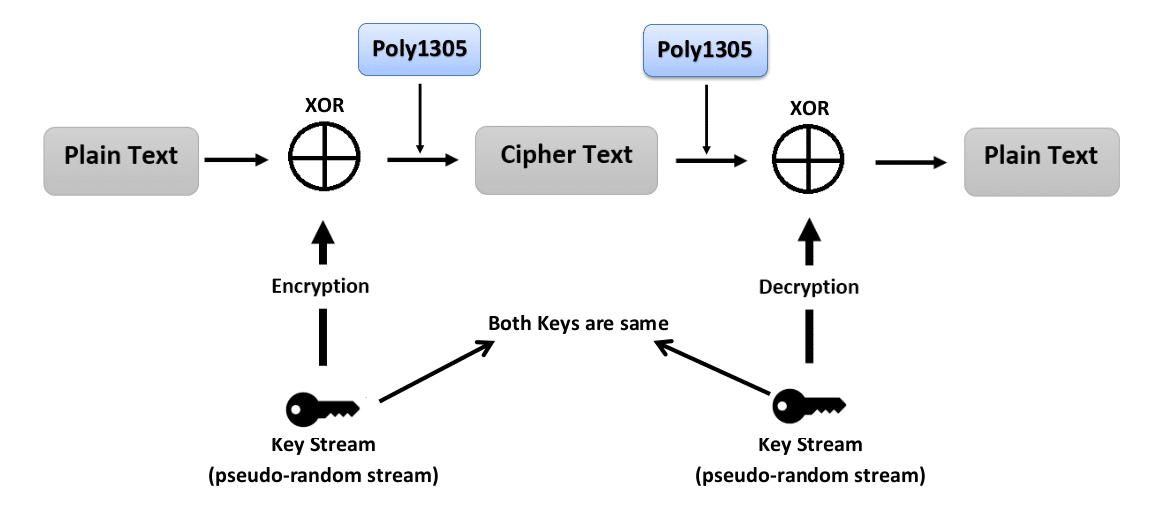 Poly1305
Poly1305
XOR
XOR
Plain Text
Cipher Text
Plain Text
Encryption
Decryption
Both Keys are same
Key Stream
(pseudo-random stream)
Key Stream
(pseudo-random stream)